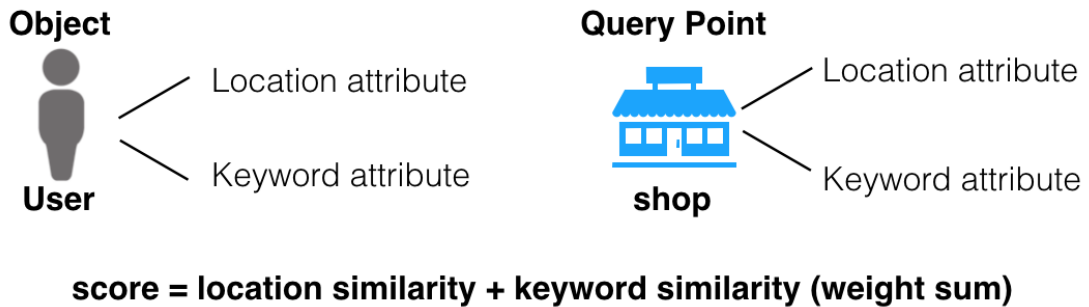 Object
Location attribute
Keyword attribute
User
Query Point
Location attribute
Keyword attribute
shop
score = location similarity + keyword similarity (weight sum)